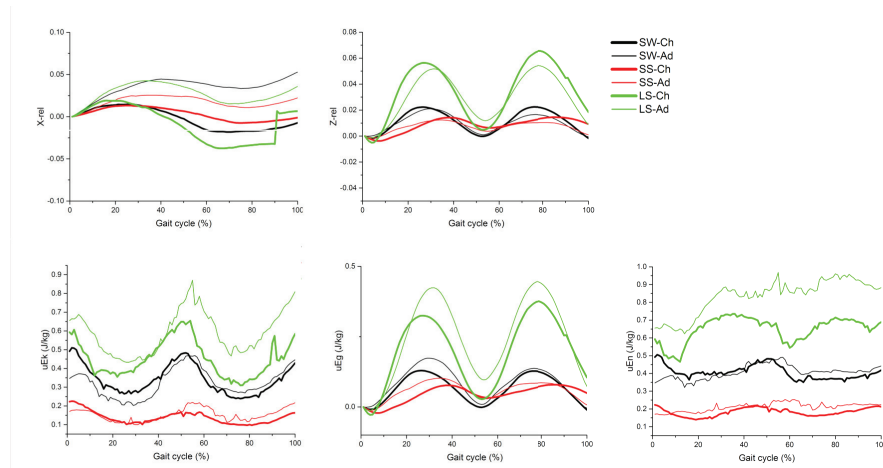 0.10
0.05
0.00
-0.05
-0.10
X-rel
0 20 40 60 80 100
Gait cycle (%)
0.08
0.06
0.04
0.02
0.00
-0.02
-0.04
Z-rel
0 20 40 60 80 100
Gait cycle (%)
SW-Ch
SW-Ad
SS-Ch
SS-Ad
LS-Ch
LS-Ad
0.9
0.8
0.7
0.6
0.5
0.4
0.3
0.2
0.1
uEk (J/kg)
0 20 40 60 80 100
Gait cycle (%)
0.5
0.0
uEg (J/kg)
0 20 40 60 80 100
Gait cycle (%)
1.0
0.9
0.8
0.7
0.6
0.5
0.4
0.3
0.2
0.1
0.0
uEn (J/kg)
0 20 40 60 80 100
Gait cycle (%)